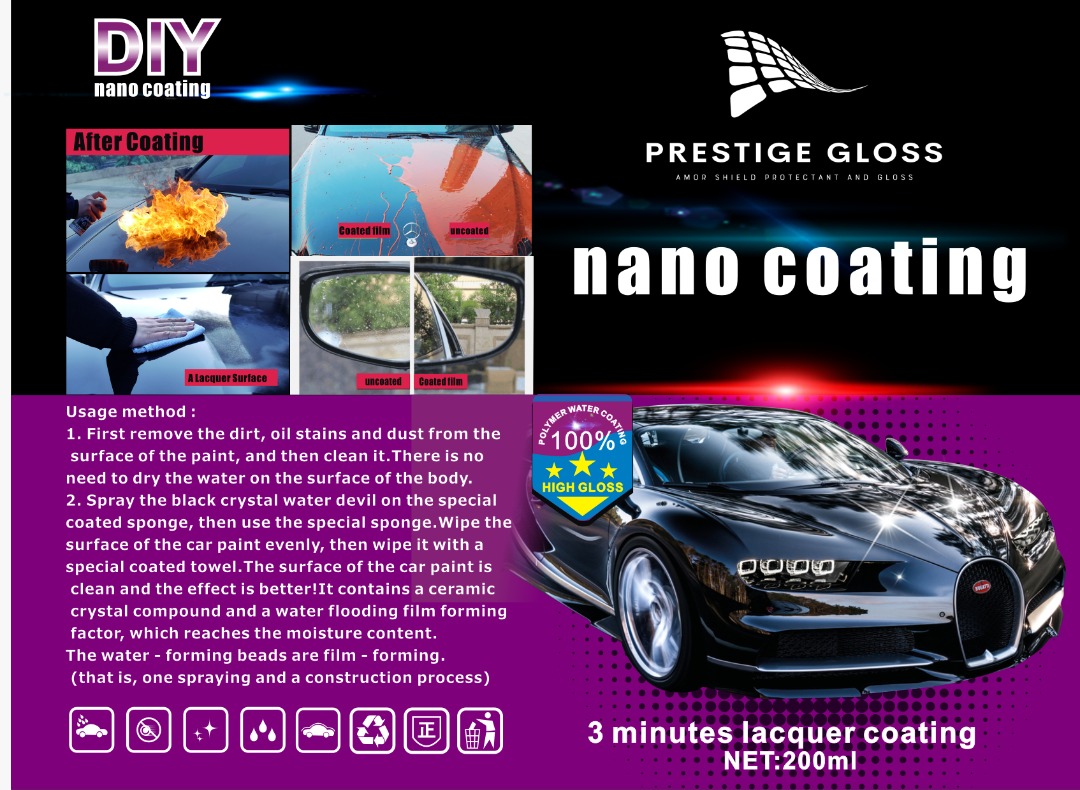 DIY
nano coating
After Coating
Coated film
uncoated
A Lacquer Surface
uncoated
Coated film
Usage method :
1. First remove the dirt, oil stains and dust from the
surface of the paint, and then clean it.There is no
need to dry the water on the surface of the body.
2. Spray the black crystal water devil on the special
coated sponge, then use the special sponge.Wipe the
surface of the car paint evenly, then wipe it with a
special coated towel.The surface of the car paint is
clean and the effect is better!It contains a ceramic
crystal compound and a water flooding film forming
factor, which reaches the moisture content.
The water - forming beads are film - forming.
(that is, one spraying and a construction process)
正
PRESTIGE GLOSS
AMOR SHIELD PROTECTANT AND GLOSS
nano coating
POLYMER WATER COATING
100%
HIGH GLOSS
BUGATTI
3 minutes lacquer coating
NET:200ml